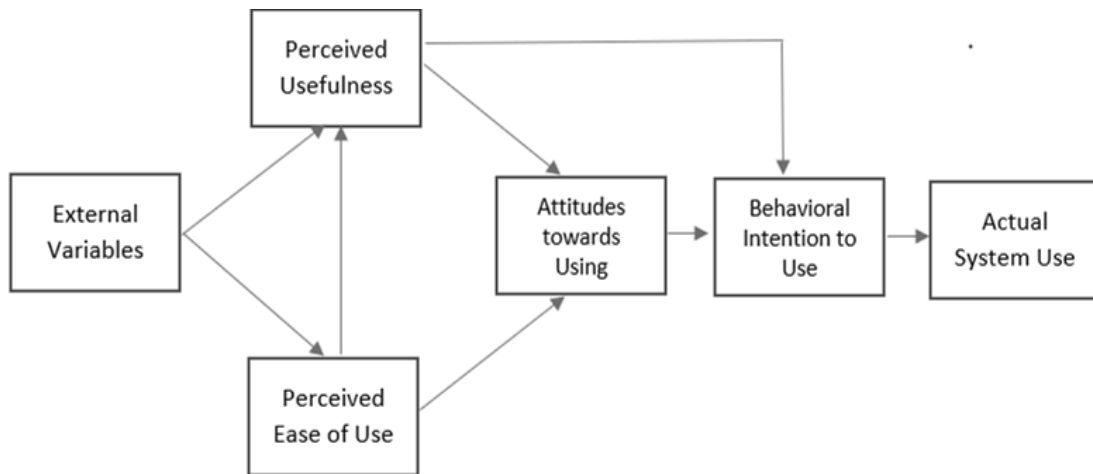 Perceived
Usefulness
External
Variables
Attitudes
towards
Using
Behavioral
Intention to
Use
Actual
System Use
Perceived
Ease of Use